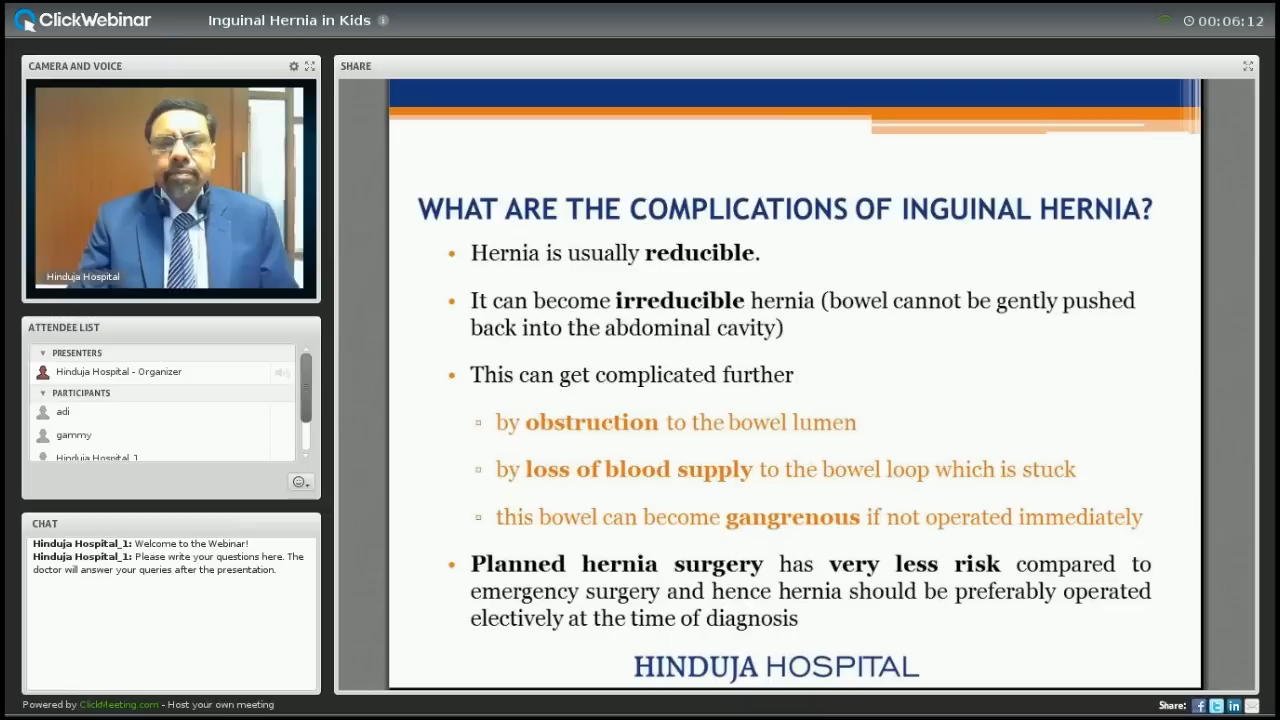 ClickWebinar
Inguinal Hernia in Kids
00:06:12
CAMERA AND VOICE
Hinduja Hospital
ATTENDEE LIST
PRESENTERS
Hinduja Hospital - Organizer
PARTICIPANTS
adi
gammy
Hinduja Hospital_1
CHAT
Hinduja Hospital_1: Welcome to the Webinar!
Hinduja Hospital_1: Please write your questions here. The
doctor will answer your queries after the presentation.
SHARE
WHAT ARE THE COMPLICATIONS OF INGUINAL HERNIA?
• Hernia is usually reducible.
• It can become irreducible hernia (bowel cannot be gently pushed
back into the abdominal cavity)
• This can get complicated further
▫ by obstruction to the bowel lumen
▫ by loss of blood supply to the bowel loop which is stuck
▫ this bowel can become gangrenous if not operated immediately
• Planned hernia surgery has very less risk compared to
emergency surgery and hence hernia should be preferably operated
electively at the time of diagnosis
HINDUJA HOSPITAL
Powered by ClickMeeting.com - Host your own meeting
Share: